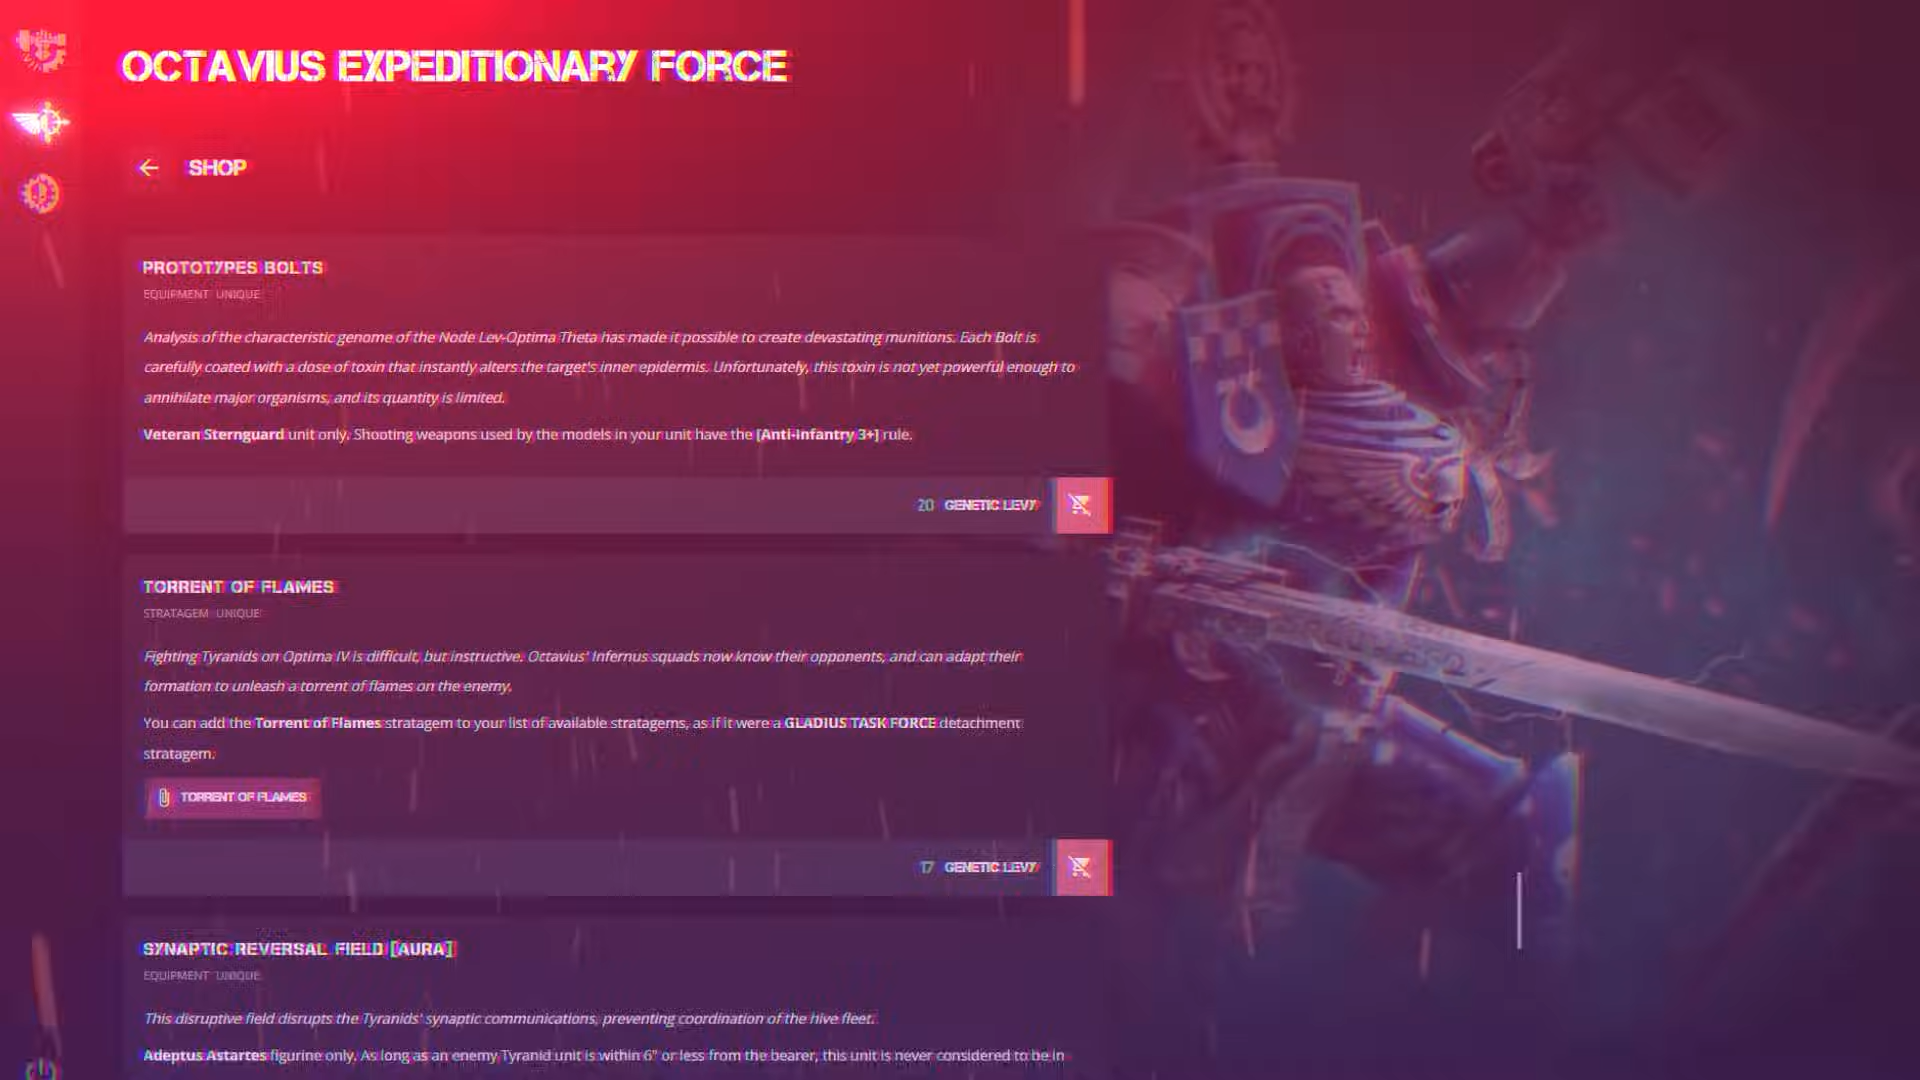 OCTAVIUS EXPEDITIONARY FORCE
SHOP
PROTOTYPES BOLTS
EQUIPMENT UNIQUE
Analysis of the characteristic genome of the Node Lev-Optima Theta has made it possible to create devastating munitions. Each Bolt is
carefully coated with a dose of toxin that instantly alters the target's inner epidermis. Unfortunately, this toxin is not yet powerful enough to
annihilate major organisms, and its quantity is limited.
Veteran Sternguard unit only. Shooting weapons used by the models in your unit have the [Anti-Infantry 3+] rule.
20 GENETIC LEVY
TORRENT OF FLAMES
STRATAGEM UNIQUE
Fighting Tyranids on Optima IV is difficult, but instructive. Octavius' Infernus squads now know their opponents, and can adapt their
formation to unleash a torrent of flames on the enemy.
You can add the Torrent of Flames stratagem to your list of available stratagems, as if it were a GLADIUS TASK FORCE detachment
stratagem.
TORRENT OF FLAMES
17 GENETIC LEVY
SYNAPTIC REVERSAL FIELD [AURA]
EQUIPMENT UNIQUE
This disruptive field disrupts the Tyranids' synaptic communications, preventing coordination of the hive fleet.
Adeptus Astartes figurine only. As long as an enemy Tyranid unit is within 6" or less from the bearer, this unit is never considered to be in